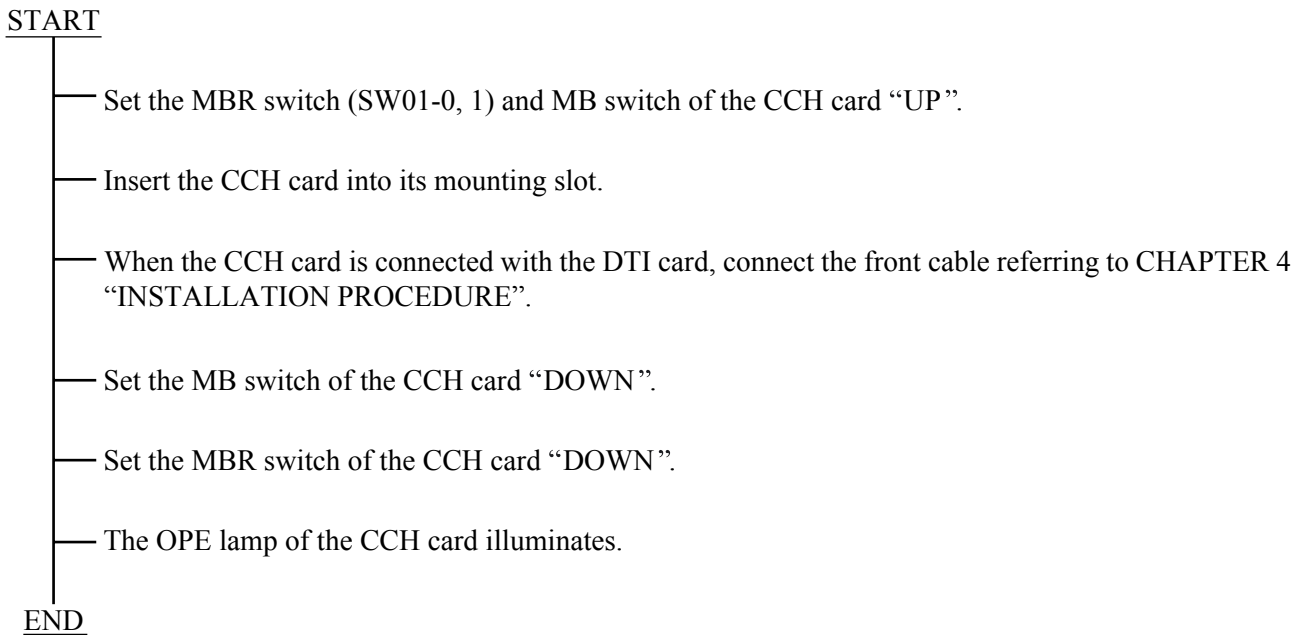 START
Set the MBR switch (SW01-0, 1) and MB switch of the CCH card “UP”.
Insert the CCH card into its mounting slot.
When the CCH card is connected with the DTI card, connect the front cable referring to CHAPTER 4
“INSTALLATION PROCEDURE”.
Set the MB switch of the CCH card “DOWN”.
Set the MBR switch of the CCH card “DOWN”.
The OPE lamp of the CCH card illuminates.
END